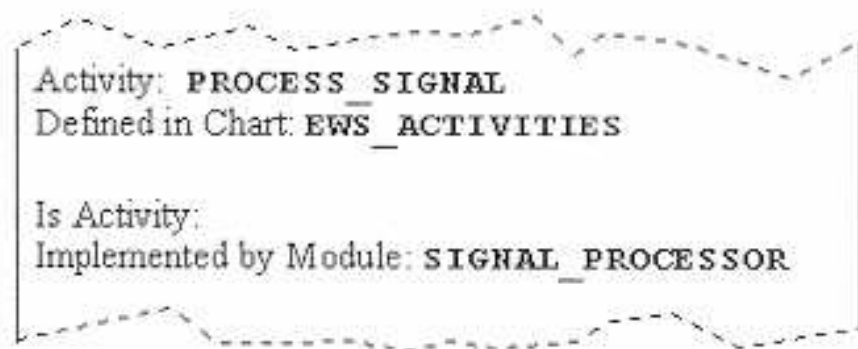 Activity: PROCESS_SIGNAL
Defined in Chart: EWS_ACTIVITIES
Is Activity:
Implemented by Module: SIGNAL_PROCESSOR